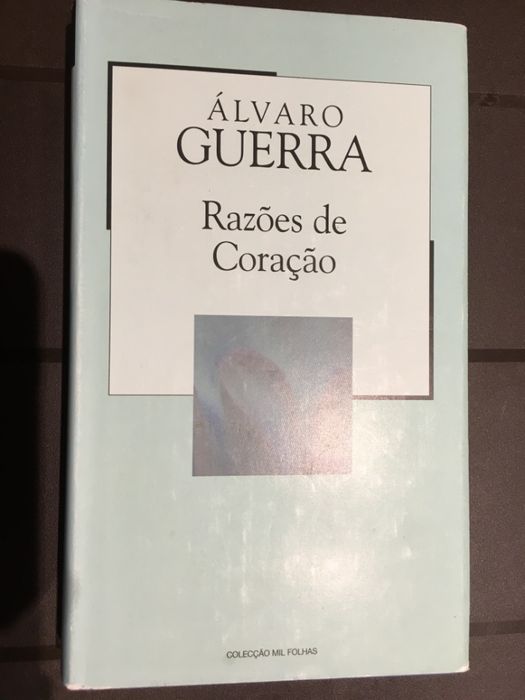 ÁLVARO
GUERRA
Razões de
Coração
COLECÇÃO MIL FOLHAS